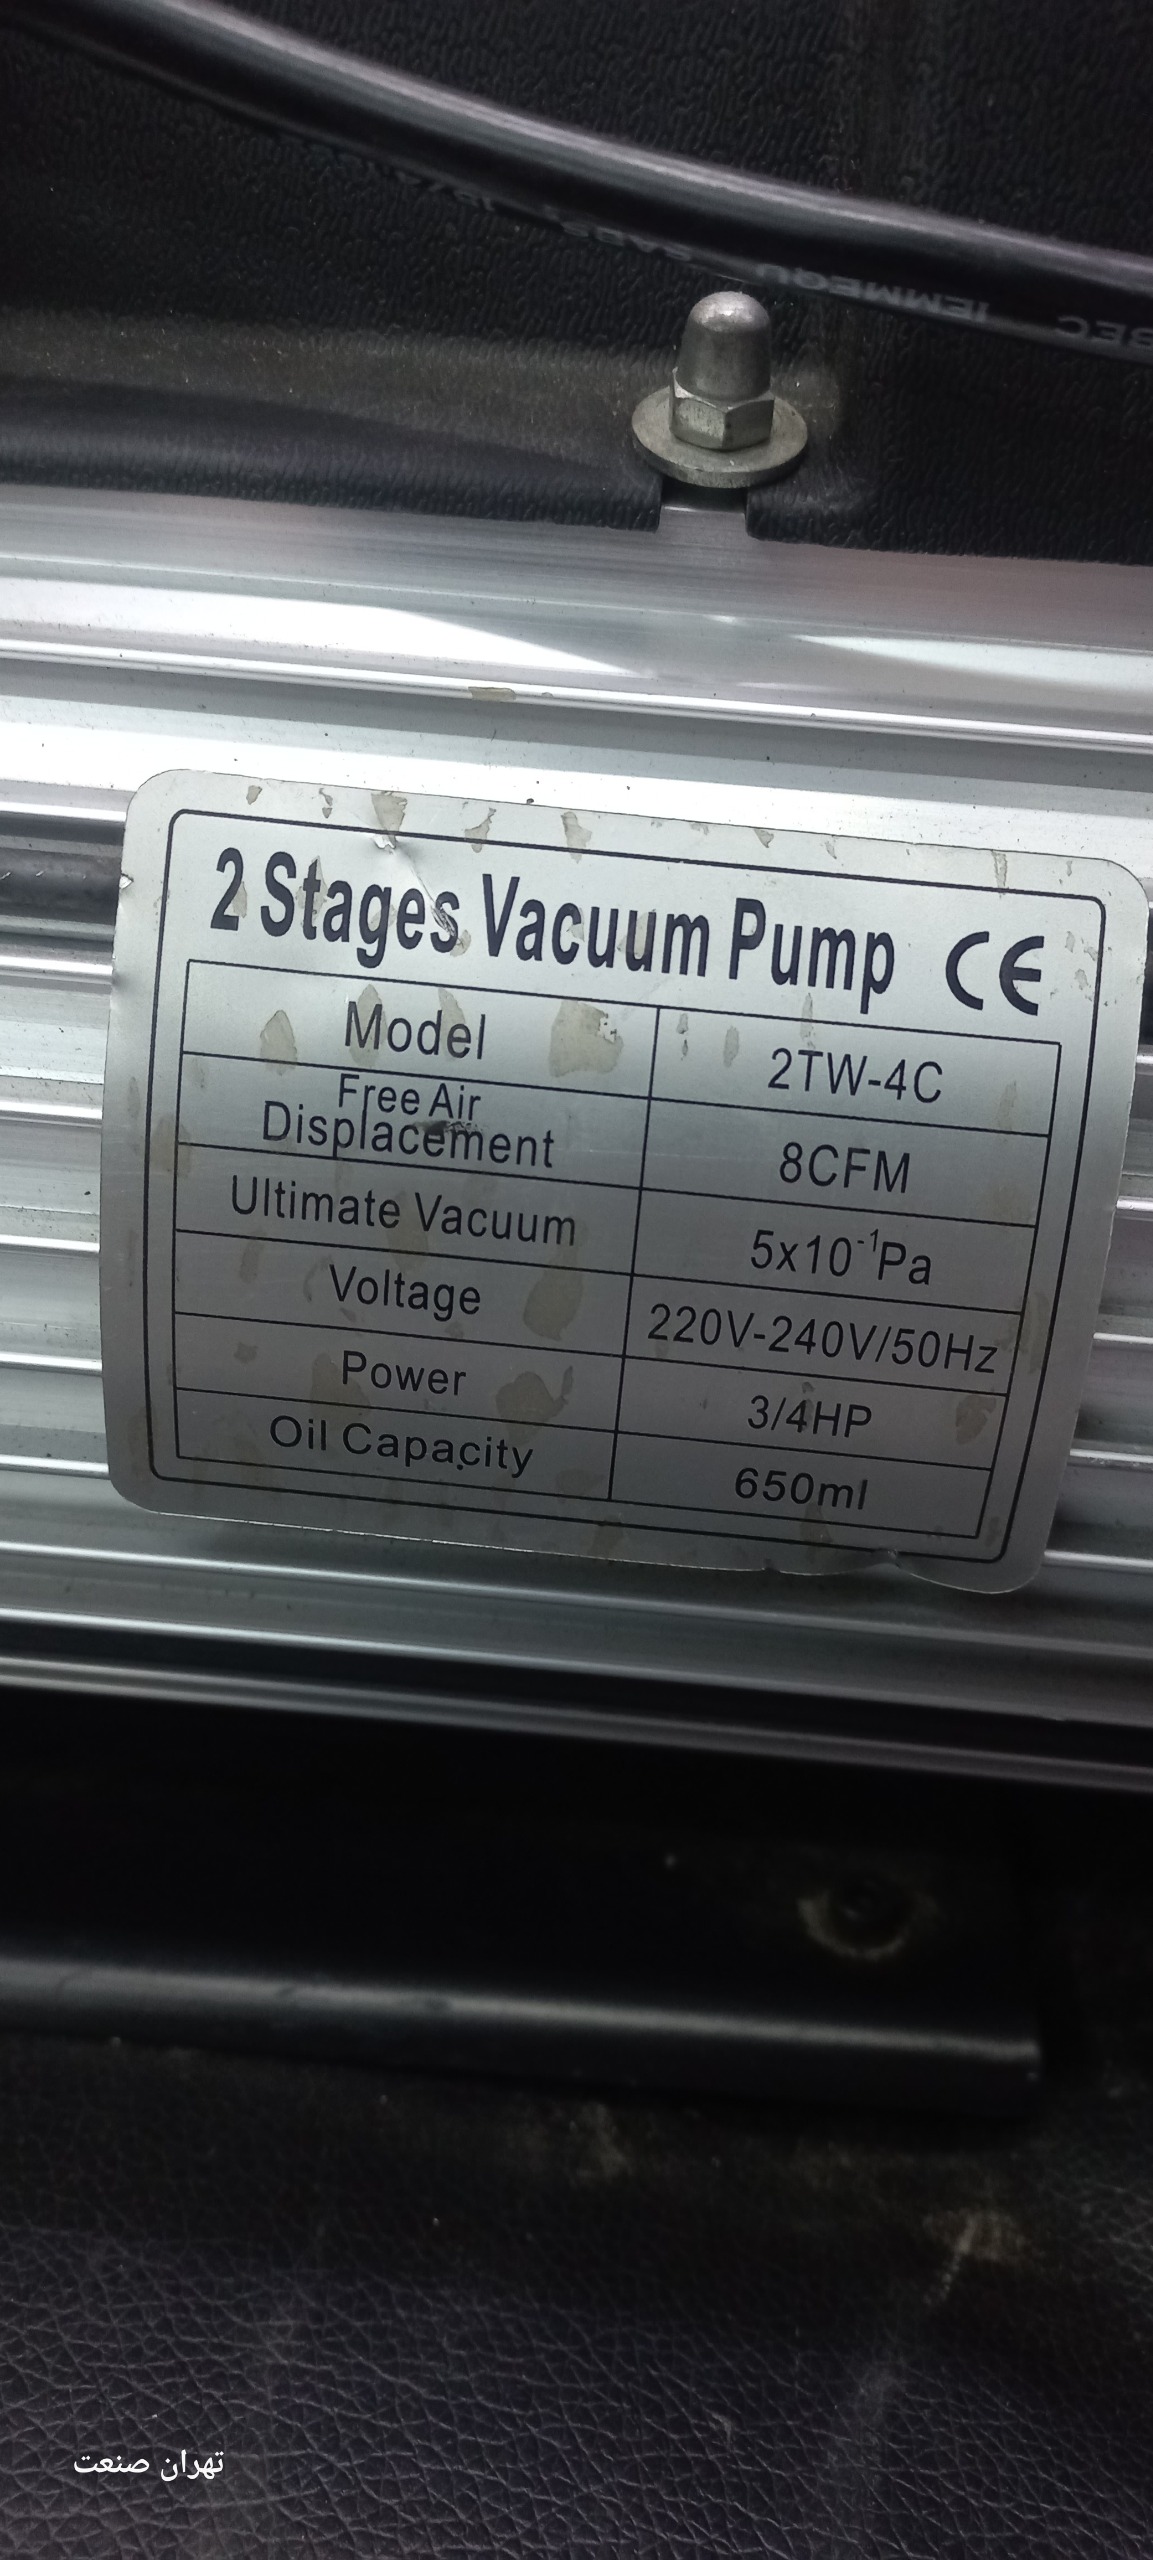 IEMMEQU
2 Stages Vacuum Pump CE
Model 2TW-4C
Free Air
Displacement 8CFM
Ultimate Vacuum 5x10⁻¹Pa
Voltage 220V-240V/50Hz
Power 3/4HP
Oil Capacity 650ml
تهران صنعت